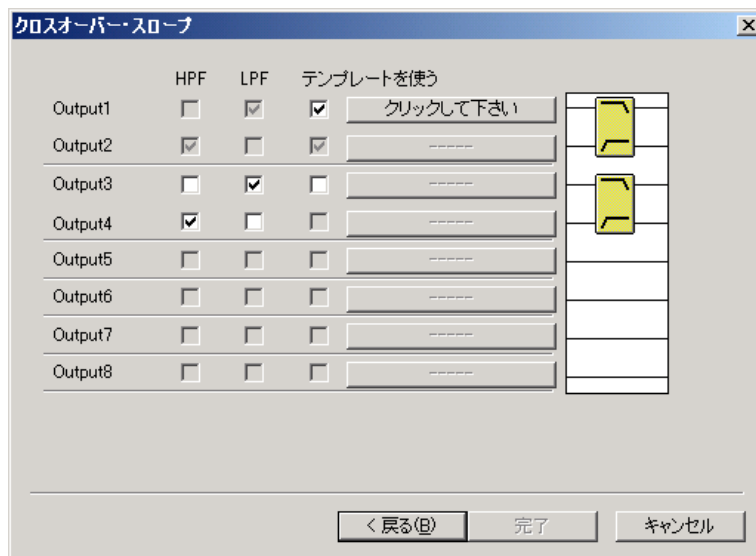 クロスオーバー・スロープ
HPF LPF テンプレートを使う
Output1 クリックして下さい
Output2 -----
Output3 -----
Output4 -----
Output5 -----
Output6 -----
Output7 -----
Output8 -----
< 戻る(B) 完了 キャンセル